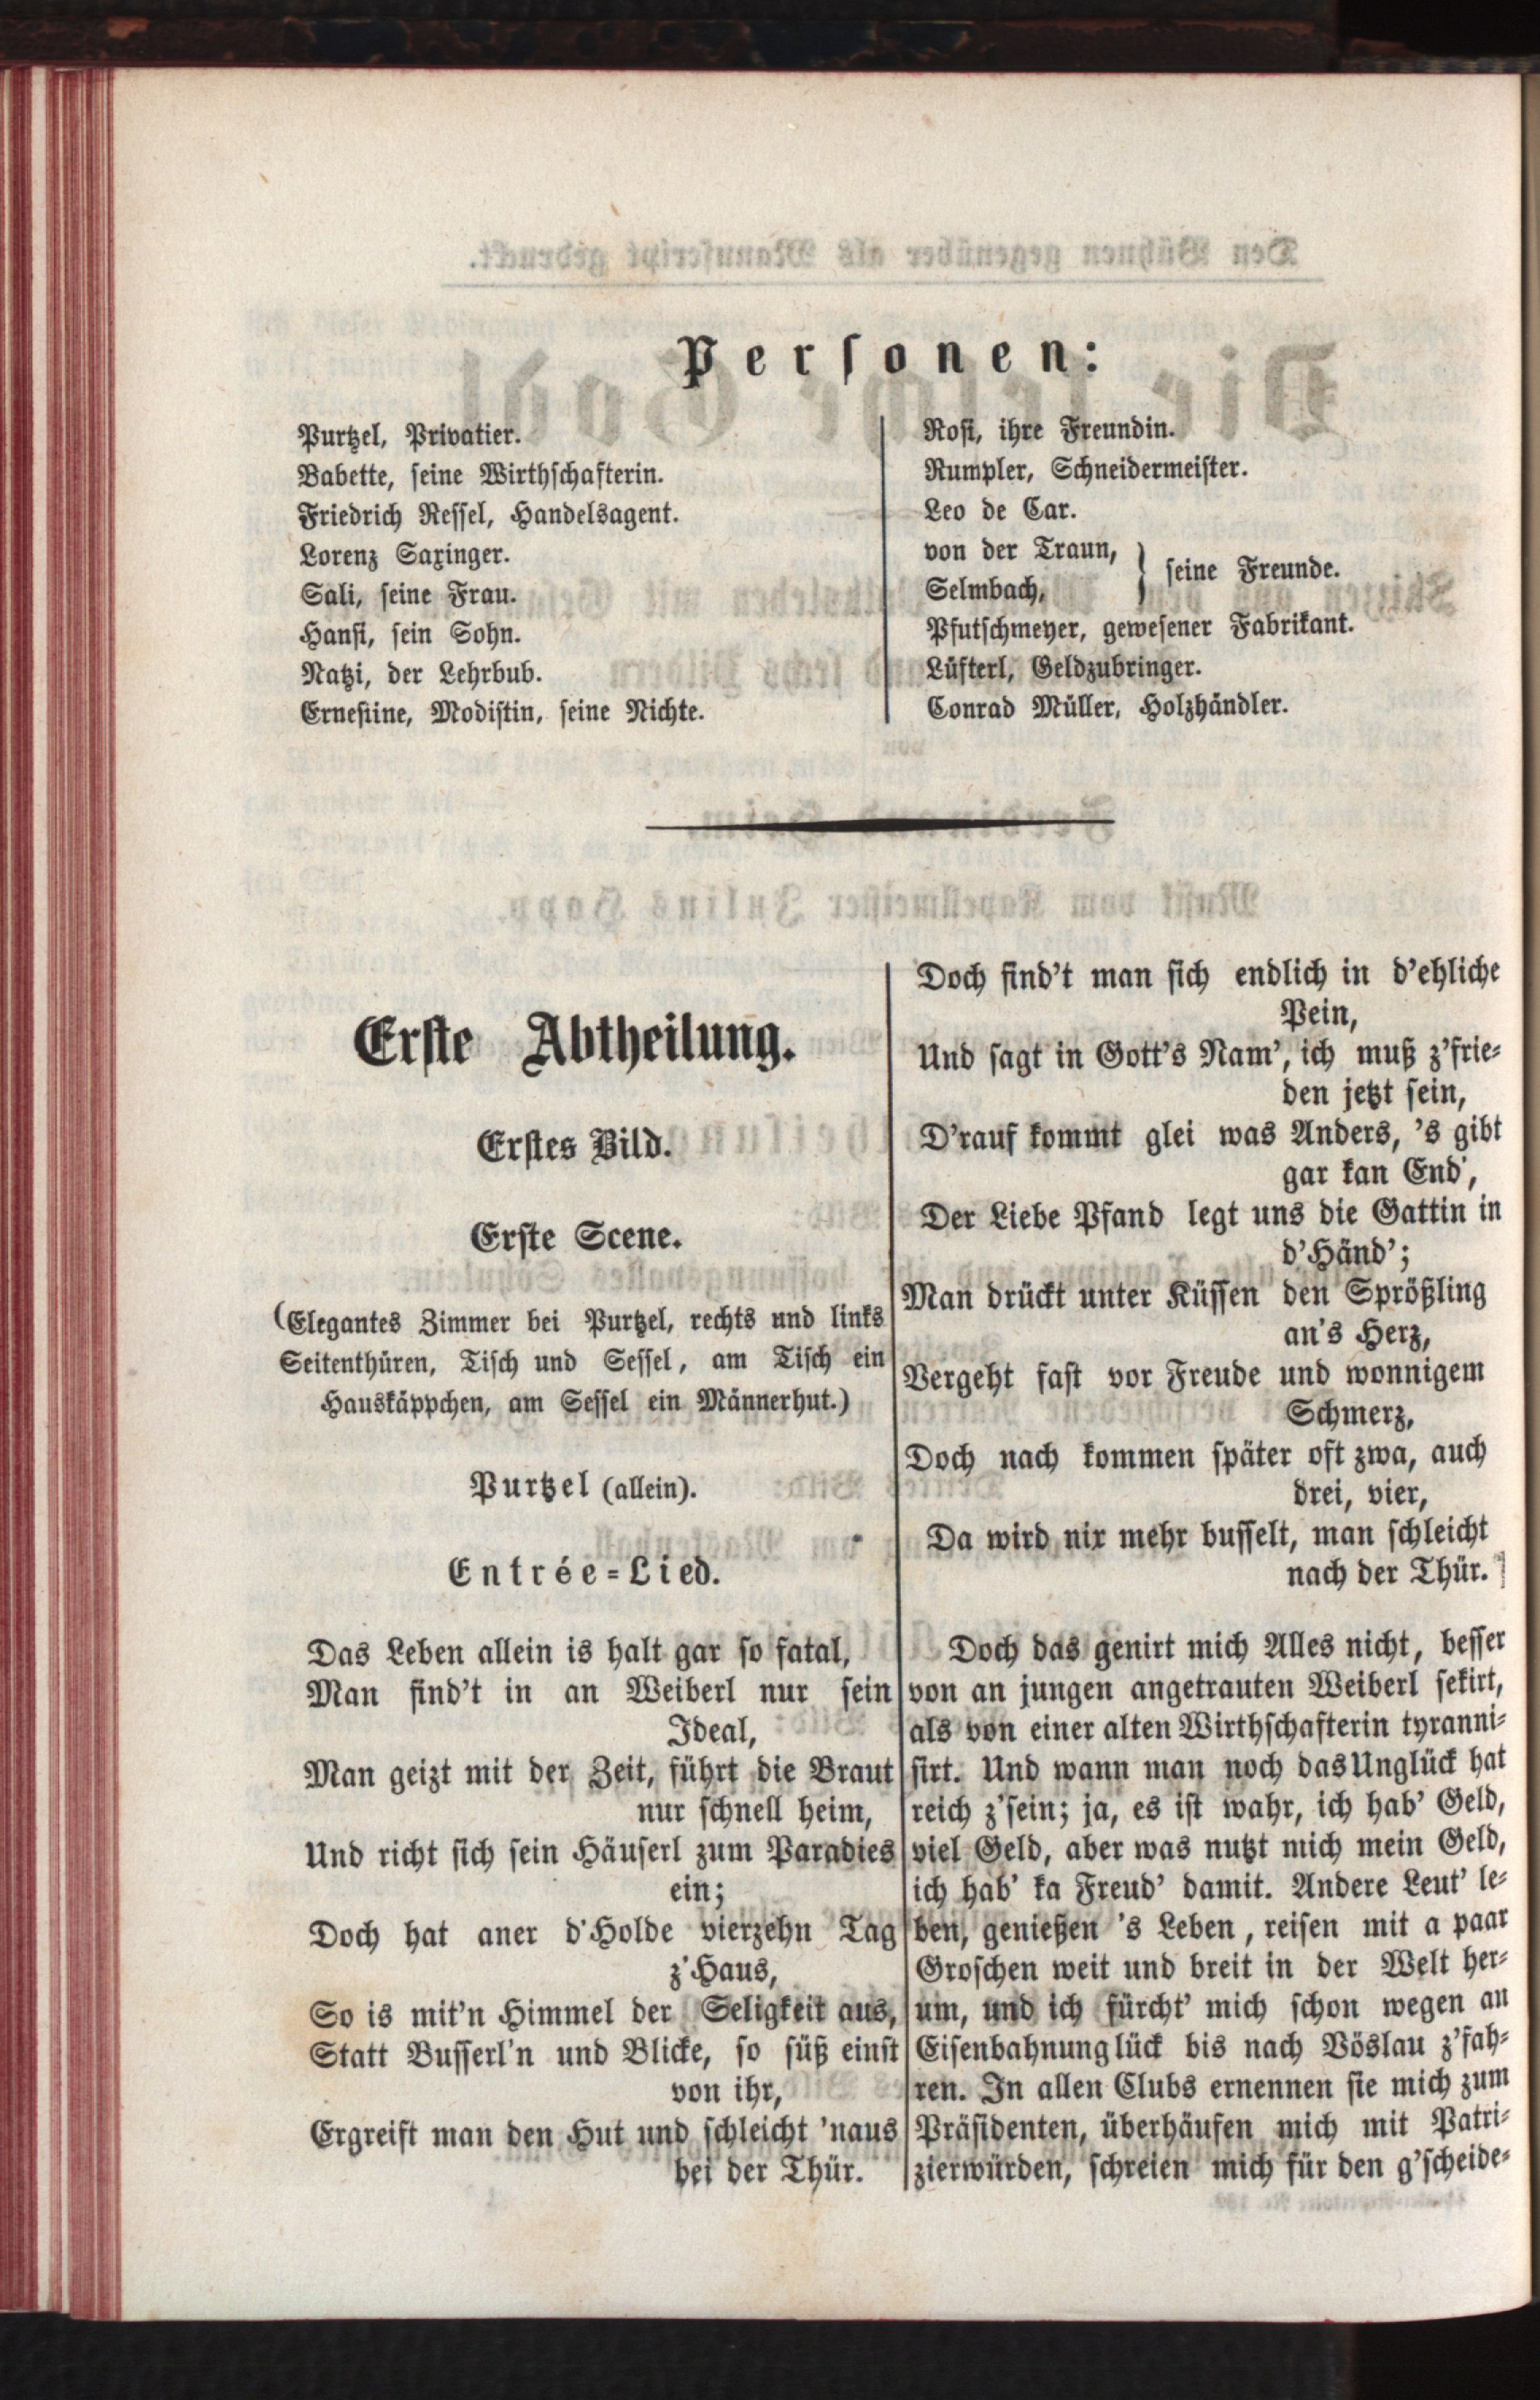 Personen:
Purtzel, Privatier.
Babette, seine Wirthschafterin.
Friedrich Ressel, Handelsagent.
Lorenz Saxinger.
Sali, seine Frau.
Hansi, sein Sohn.
Natzi, der Lehrbub.
Ernestine, Modistin, seine Nichte.
Rosi, ihre Freundin.
Rumpler, Schneidermeister.
Leo de Car.
von der Traun,
Selmbach,
} seine Freunde.
Pfutschmeyer, gewesener Fabrikant.
Lüfterl, Geldzubringer.
Conrad Müller, Holzhändler.
Erste Abtheilung.
Erstes Bild.
Erste Scene.
(Elegantes Zimmer bei Purtzel, rechts und links
Seitenthüren, Tisch und Sessel, am Tisch ein
Hauskäppchen, am Sessel ein Männerhut.)
Purtzel (allein).
Entrée-Lied.
Das Leben allein is halt gar so fatal,
Man find't in an Weiberl nur sein
Ideal,
Man geizt mit der Zeit, führt die Braut
nur schnell heim,
Und richt sich sein Häuserl zum Paradies
ein;
Doch hat aner d'Holde vierzehn Tag
z'Haus,
So is mit'n Himmel der Seligkeit aus,
Statt Busserl'n und Blicke, so süß einst
von ihr,
Ergreift man den Hut und schleicht 'naus
bei der Thür.
Doch find't man sich endlich in d'ehliche
Pein,
Und sagt in Gott's Nam', ich muß z'frie-
den jetzt sein,
D'rauf kommt glei was Anders, 's gibt
gar kan End',
Der Liebe Pfand legt uns die Gattin in
d'Händ';
Man drückt unter Küssen den Sprößling
an's Herz,
Vergeht fast vor Freude und wonnigem
Schmerz,
Doch nach kommen später oft zwa, auch
drei, vier,
Da wird nix mehr busselt, man schleicht
nach der Thür.
Doch das genirt mich Alles nicht, besser
von an jungen angetrauten Weiberl sekirt,
als von einer alten Wirthschafterin tyranni-
sirt. Und wann man noch das Unglück hat
reich z'sein; ja, es ist wahr, ich hab' Geld,
viel Geld, aber was nutzt mich mein Geld,
ich hab' ka Freud' damit. Andere Leut' le-
ben, genießen 's Leben, reisen mit a paar
Groschen weit und breit in der Welt her-
um, und ich fürcht' mich schon wegen an
Eisenbahnunglück bis nach Vöslau z'fah-
ren. In allen Clubs ernennen sie mich zum
Präsidenten, überhäufen mich mit Patri-
zierwürden, schreien mich für den g'scheide-